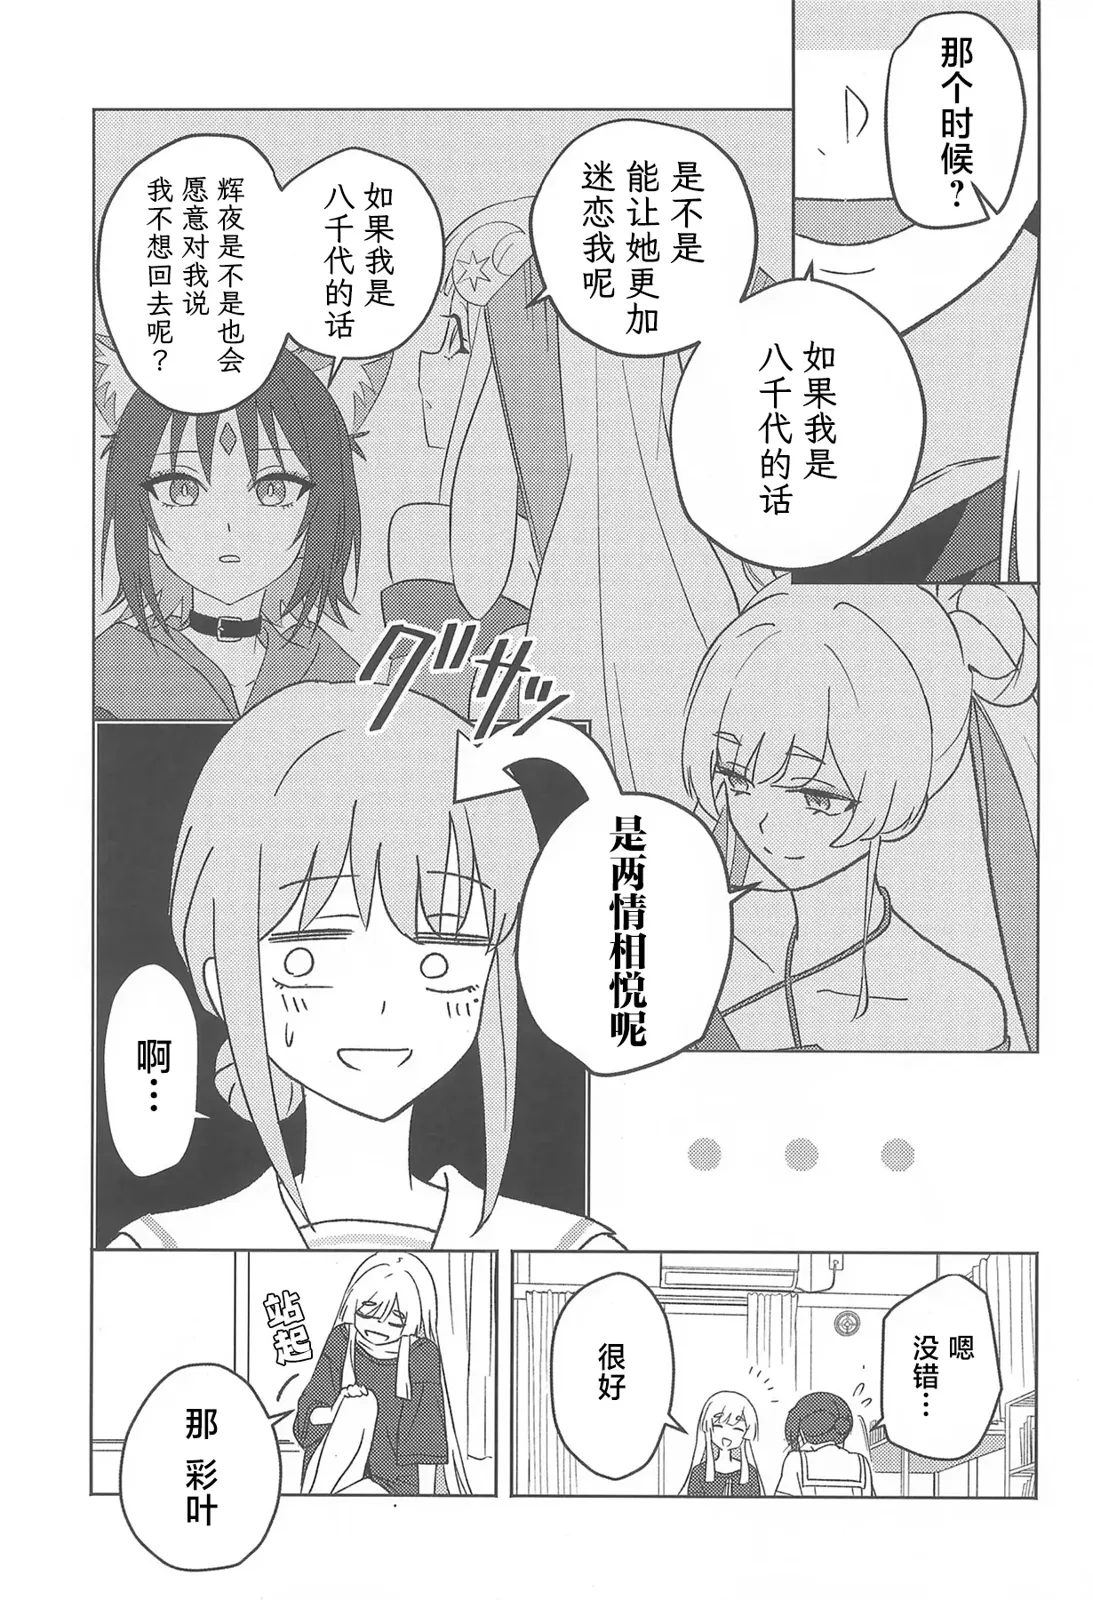 那个时候?
如果我是
八千代的话
是不是
能让她更加
迷恋我呢
如果我是
八千代的话
辉夜是不是也会
愿意对我说
我不想回去呢?
グサッ
是两情相悦呢
啊…
嗯
没错…
很好
站起
那 彩叶